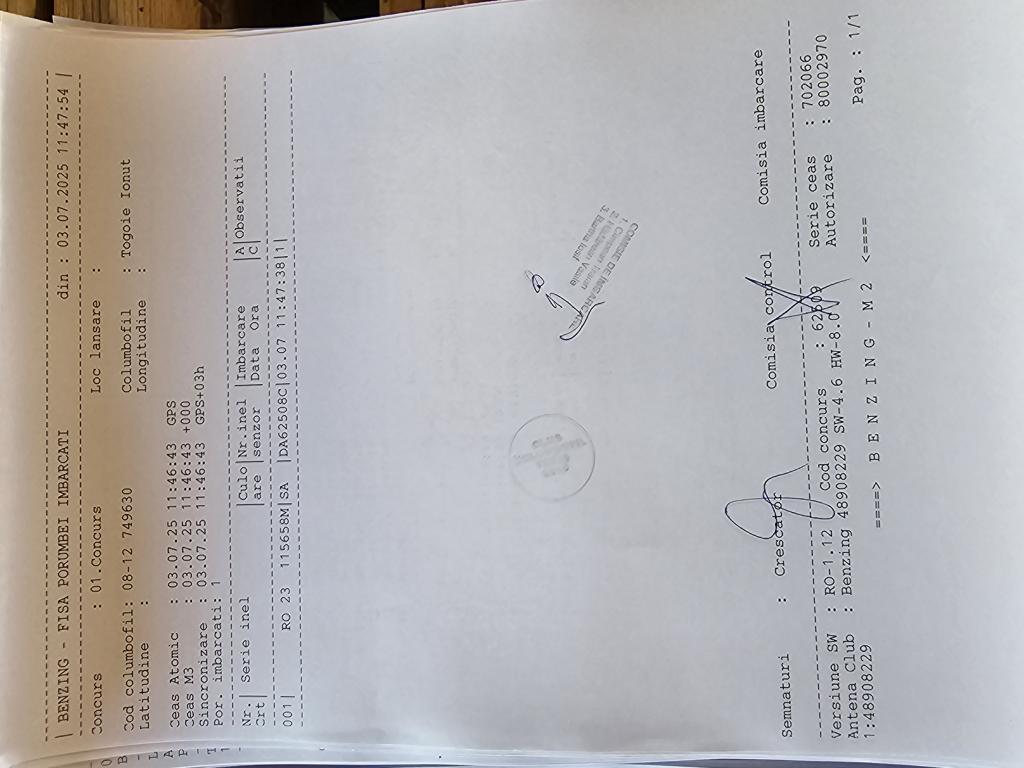 | BENZING - FISA PORUMBEI IMBARCATI din : 03.07.2025 11:47:54 |
Concurs : 01.Concurs Loc lansare :
Cod columbofil: 08-12 749630 Columbofil : Togoie Ionut
Latitudine : Longitudine :
Ceas Atomic : 03.07.25 11:46:43 GPS
Ceas M3 : 03.07.25 11:46:43 +000
Sincronizare : 03.07.25 11:46:43 GPS+03h
Por. imbarcati: 1
Nr.| Serie inel |Culo|Nr.inel |Imbarcare |A|Observatii
Crt| |are |senzor |Data Ora |C|
001| RO 23 1156658M|SA |DA62508C|03.07 11:47:38|1|
COMISIE DE IMBARCARE
Semnaturi : Crescator Comisia control Comisia imbarcare
Versiune SW : RO-1.12 Cod concurs : 62509 Serie ceas : 702066
Antena Club : Benzing 48908229 SW-4.6 HW-8.0 Autorizare : 80002970
1:48908229
====> B E N Z I N G - M 2 <==== Pag. : 1/1